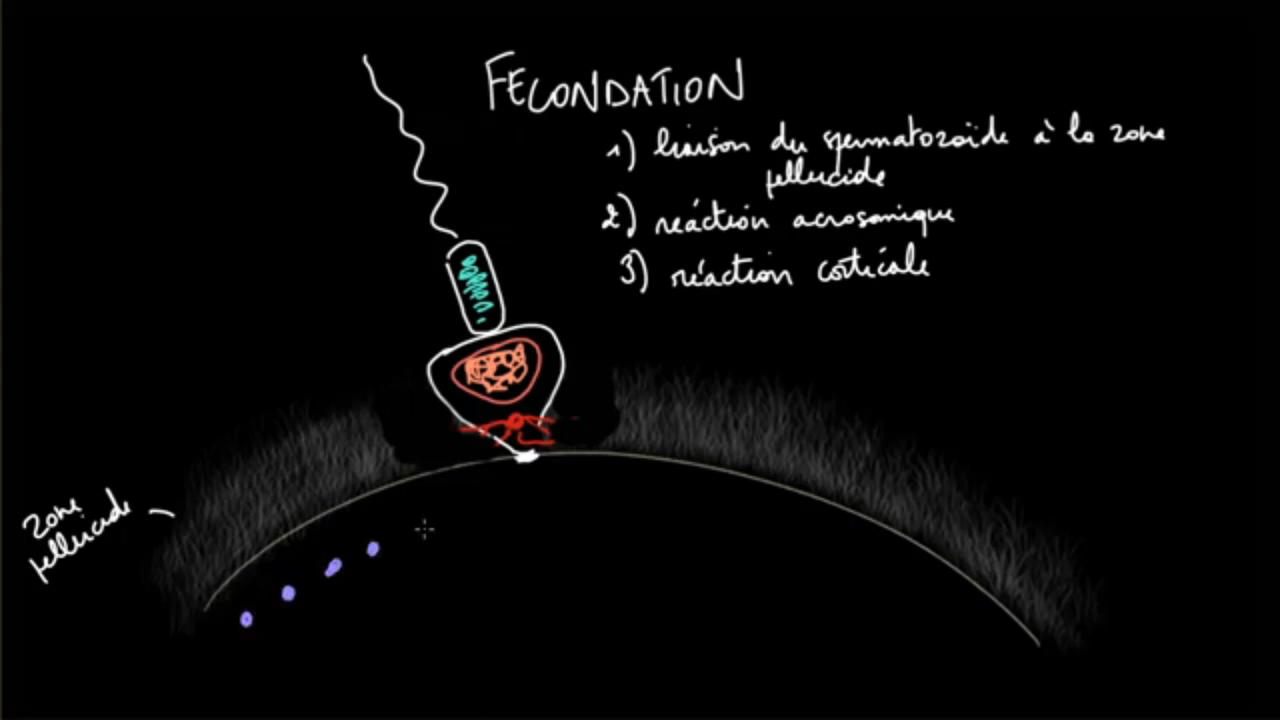 FECONDATION
1) liaison du spermatozoïde à la zone
pellucide
2) réaction acrosomique
3) réaction corticale
Zone
pellucide